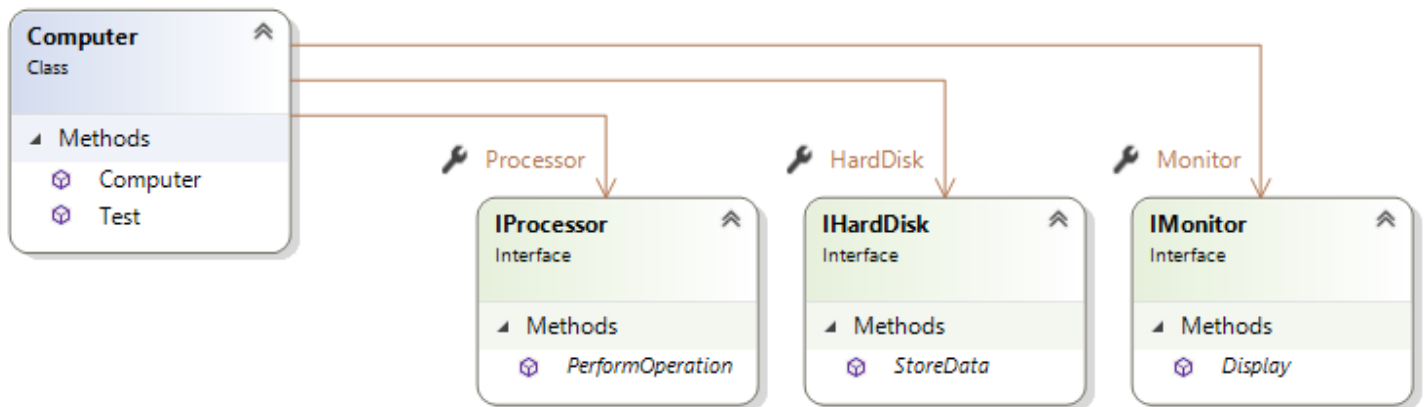 Computer
Class
Methods
Computer
Test
Processor
HardDisk
Monitor
IProcessor
Interface
Methods
PerformOperation
IHardDisk
Interface
Methods
StoreData
IMonitor
Interface
Methods
Display